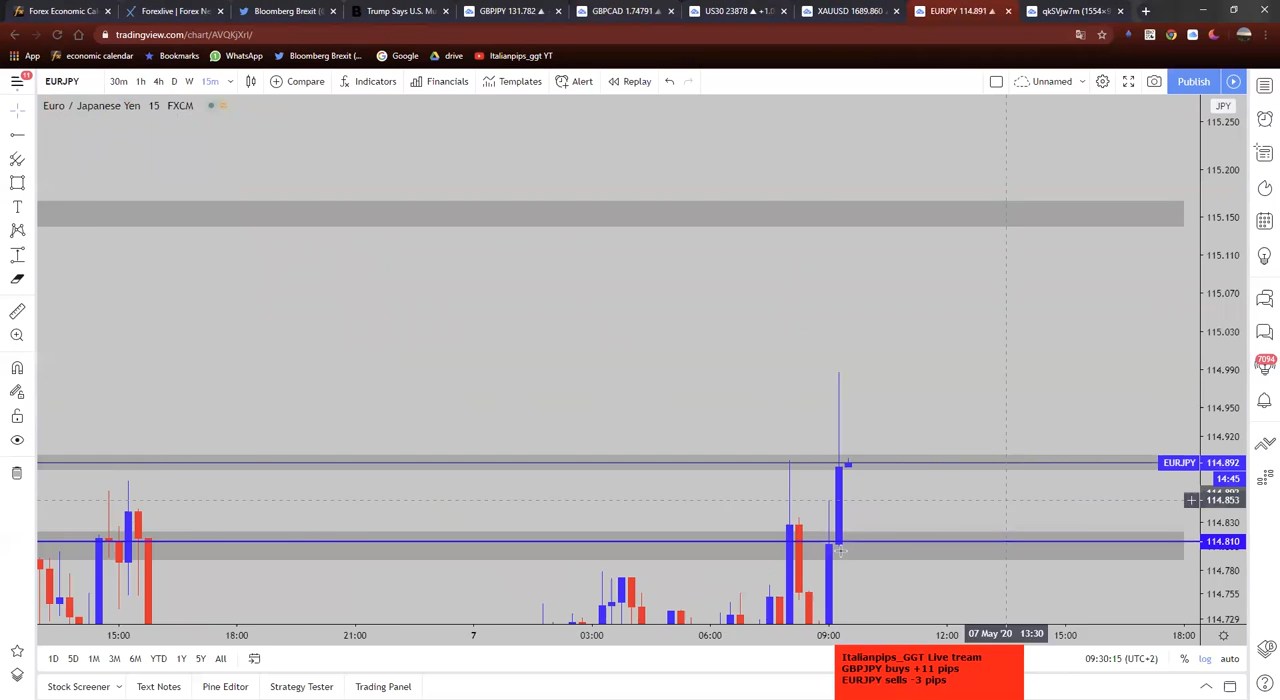 Forex Economic Cal
Forexlive | Forex Ne
Bloomberg Brexit (
Trump Says U.S. Mu
GBPJPY 131.782 ▲
GBPCAD 1.74791
US30 23878 ▲ +1.0
XAUUSD 1689.860
EURJPY 114.891 ▲
qkSVjw7m (1554×9
tradingview.com/chart/AVQKjXrI/
App
economic calendar
Bookmarks
WhatsApp
Bloomberg Brexit (...
Google
drive
Italianpips_ggt YT
11
EURJPY
30m 1h 4h D W 15m
Compare
Indicators
Financials
Templates
Alert
Replay
Unnamed
Publish
Euro / Japanese Yen 15 FXCM
JPY
115.250
115.200
115.150
115.110
115.070
115.030
114.990
114.950
114.920
EURJPY 114.892
14:45
114.853
114.830
114.810
114.780
114.755
114.729
7094
15:00 18:00 21:00 7 03:00 06:00 09:00 12:00 07 May '20 13:30 15:00 18:00
1D 5D 1M 3M 6M YTD 1Y 5Y All
09:30:15 (UTC+2) % log auto
Stock Screener Text Notes Pine Editor Strategy Tester Trading Panel
Italianpips_GGT Live tream
GBPJPY buys +11 pips
EURJPY sells -3 pips